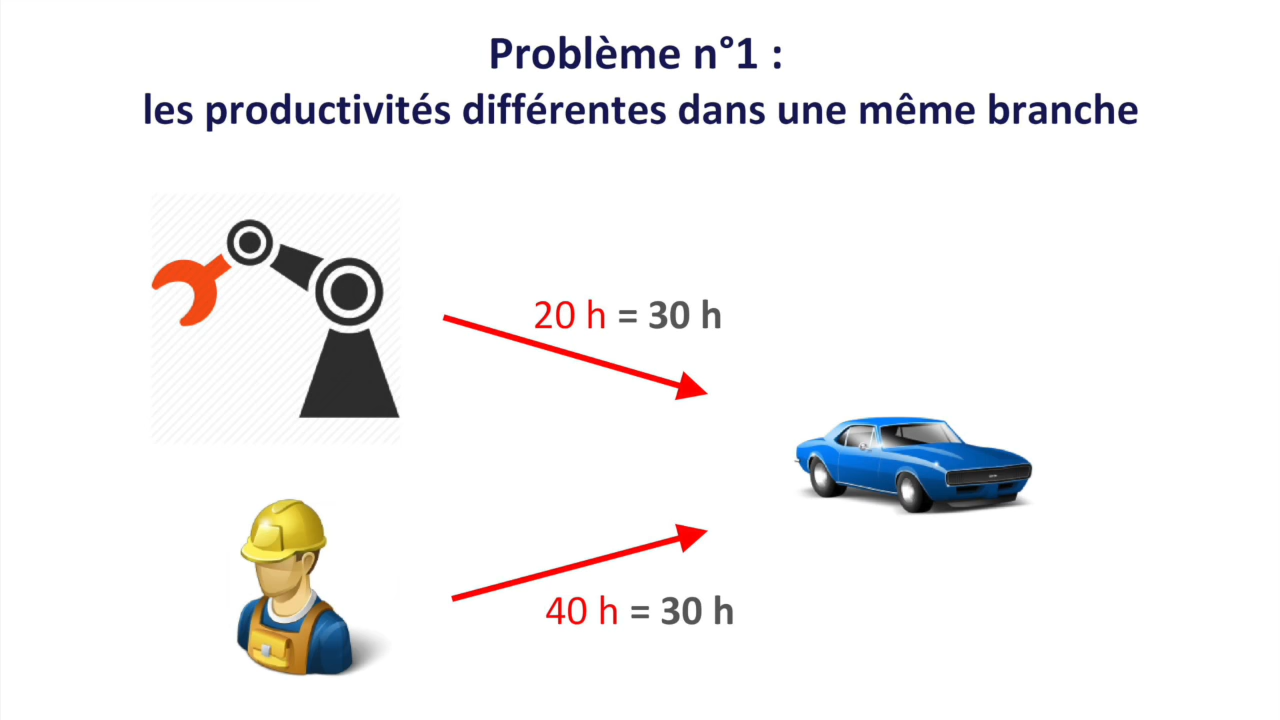 Problème n°1 :
les productivités différentes dans une même branche
20 h = 30 h
40 h = 30 h